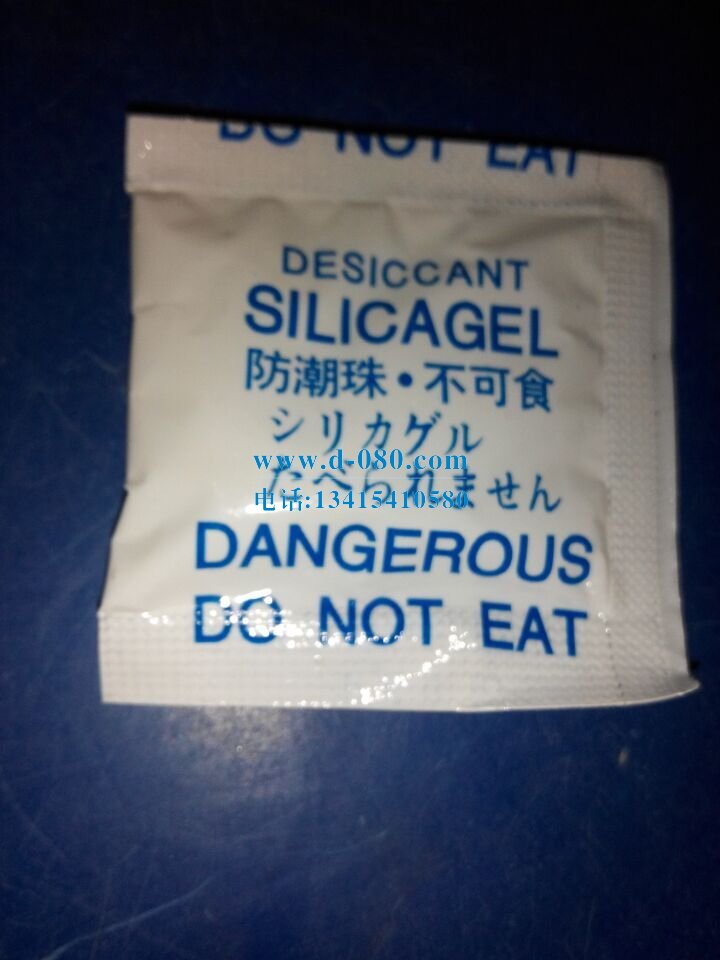 DO NOT EAT
DESICCANT
SILICAGEL
防潮珠・不可食
シリカゲル
www.d-080.com
たべられません
电话:13415410580
DANGEROUS
DO NOT EAT